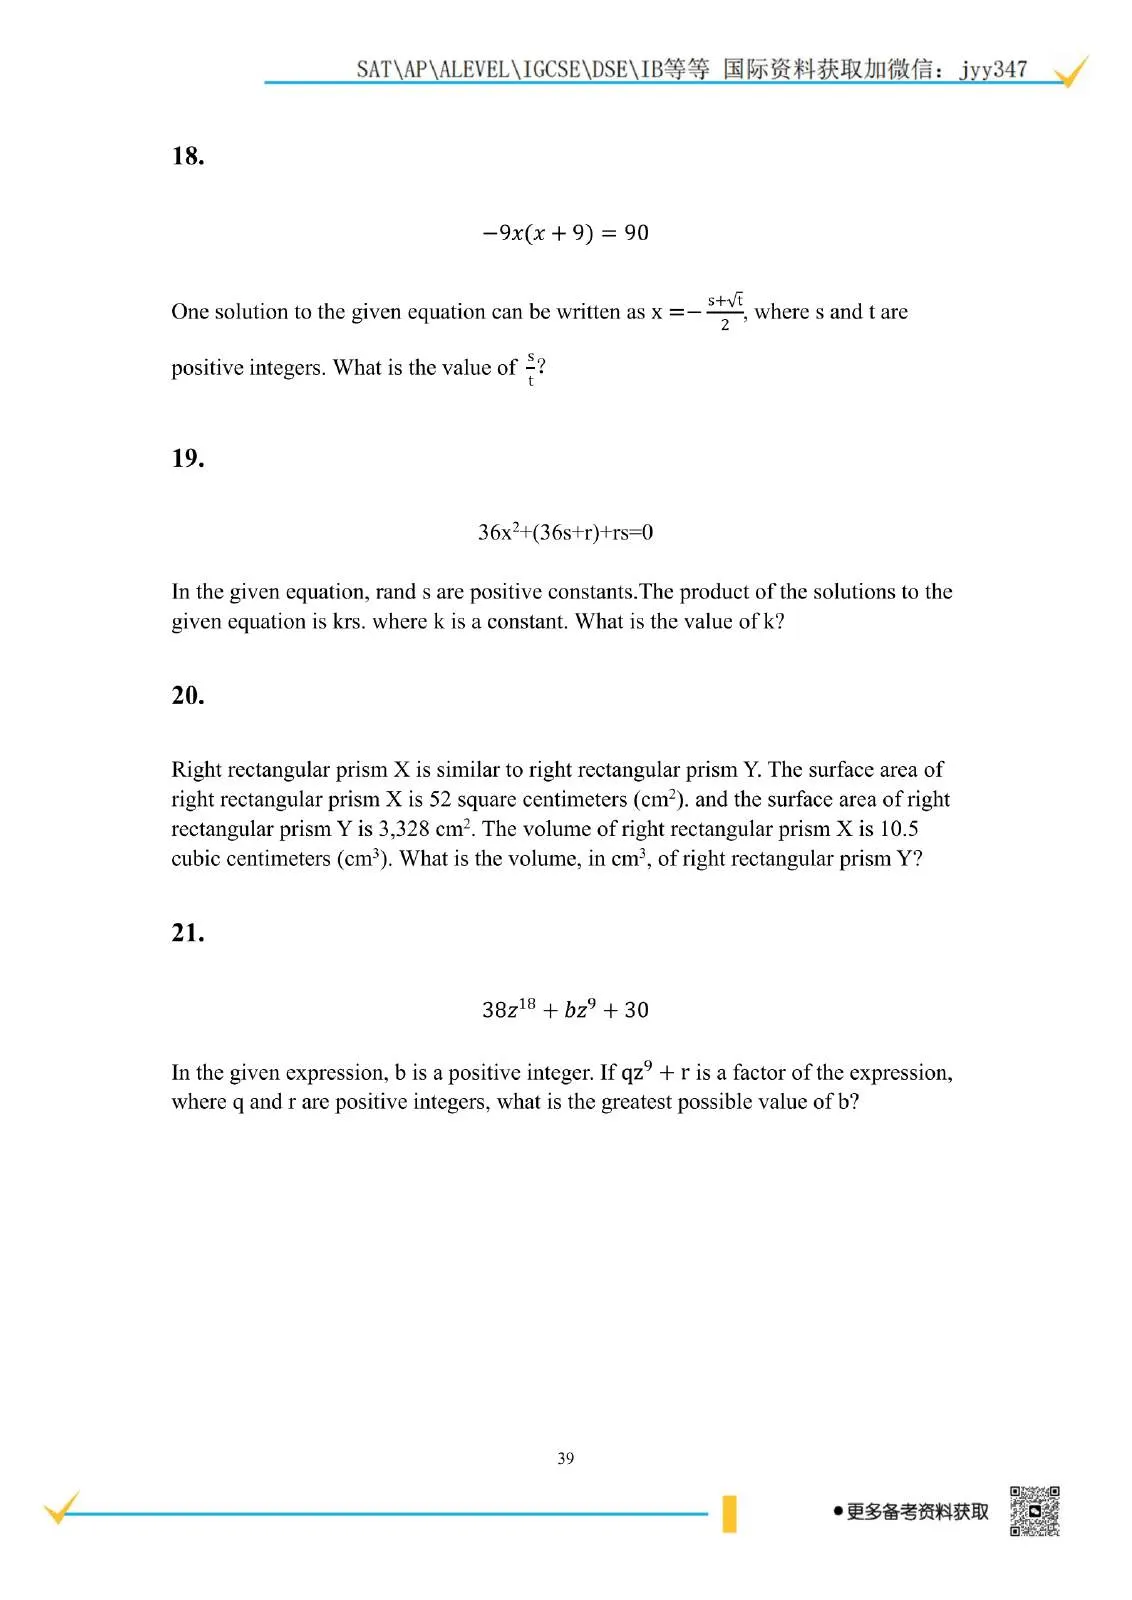 SAT\AP\ALEVEL\IGCSE\DSE\IB等等 国际资料获取加微信：jyy347
18.
−9x(x + 9) = 90
One solution to the given equation can be written as x =− (s+√t)/2, where s and t are
positive integers. What is the value of s/t?
19.
36x²+(36s+r)+rs=0
In the given equation, rand s are positive constants.The product of the solutions to the
given equation is krs. where k is a constant. What is the value of k?
20.
Right rectangular prism X is similar to right rectangular prism Y. The surface area of
right rectangular prism X is 52 square centimeters (cm²). and the surface area of right
rectangular prism Y is 3,328 cm². The volume of right rectangular prism X is 10.5
cubic centimeters (cm³). What is the volume, in cm³, of right rectangular prism Y?
21.
38z¹⁸ + bz⁹ + 30
In the given expression, b is a positive integer. If qz⁹ + r is a factor of the expression,
where q and r are positive integers, what is the greatest possible value of b?
39
●更多备考资料获取